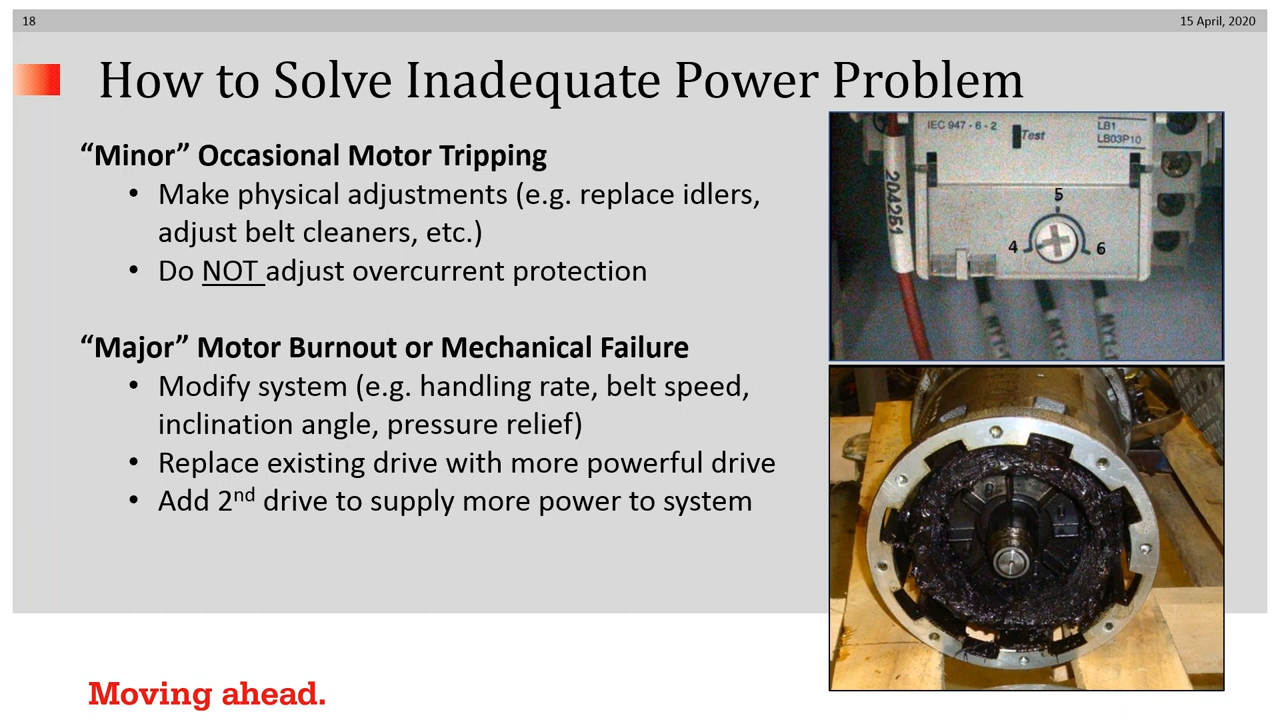 18
15 April, 2020
How to Solve Inadequate Power Problem
“Minor” Occasional Motor Tripping
• Make physical adjustments (e.g. replace idlers,
adjust belt cleaners, etc.)
• Do NOT adjust overcurrent protection
“Major” Motor Burnout or Mechanical Failure
• Modify system (e.g. handling rate, belt speed,
inclination angle, pressure relief)
• Replace existing drive with more powerful drive
• Add 2nd drive to supply more power to system
IEC 947 - 6 - 2
Test
LB1
LB03P10
204251
5
4
6
Moving ahead.